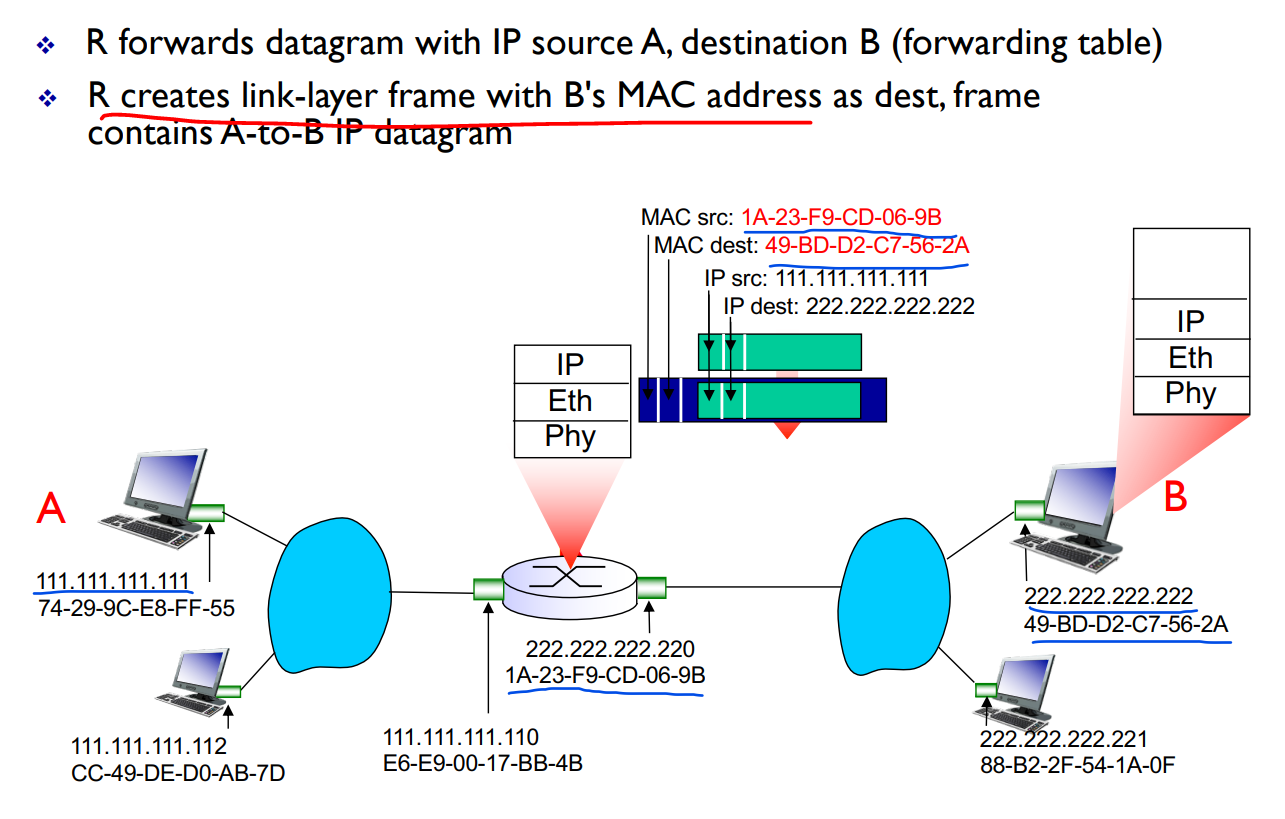 R forwards datagram with IP source A, destination B (forwarding table)
R creates link-layer frame with B's MAC address as dest, frame
contains A-to-B IP datagram
MAC src: 1A-23-F9-CD-06-9B
MAC dest: 49-BD-D2-C7-56-2A
IP src: 111.111.111.111
IP dest: 222.222.222.222
IP
Eth
Phy
IP
Eth
Phy
A
B
111.111.111.111
74-29-9C-E8-FF-55
222.222.222.222
49-BD-D2-C7-56-2A
222.222.222.220
1A-23-F9-CD-06-9B
111.111.111.112
CC-49-DE-D0-AB-7D
111.111.111.110
E6-E9-00-17-BB-4B
222.222.222.221
88-B2-2F-54-1A-0F